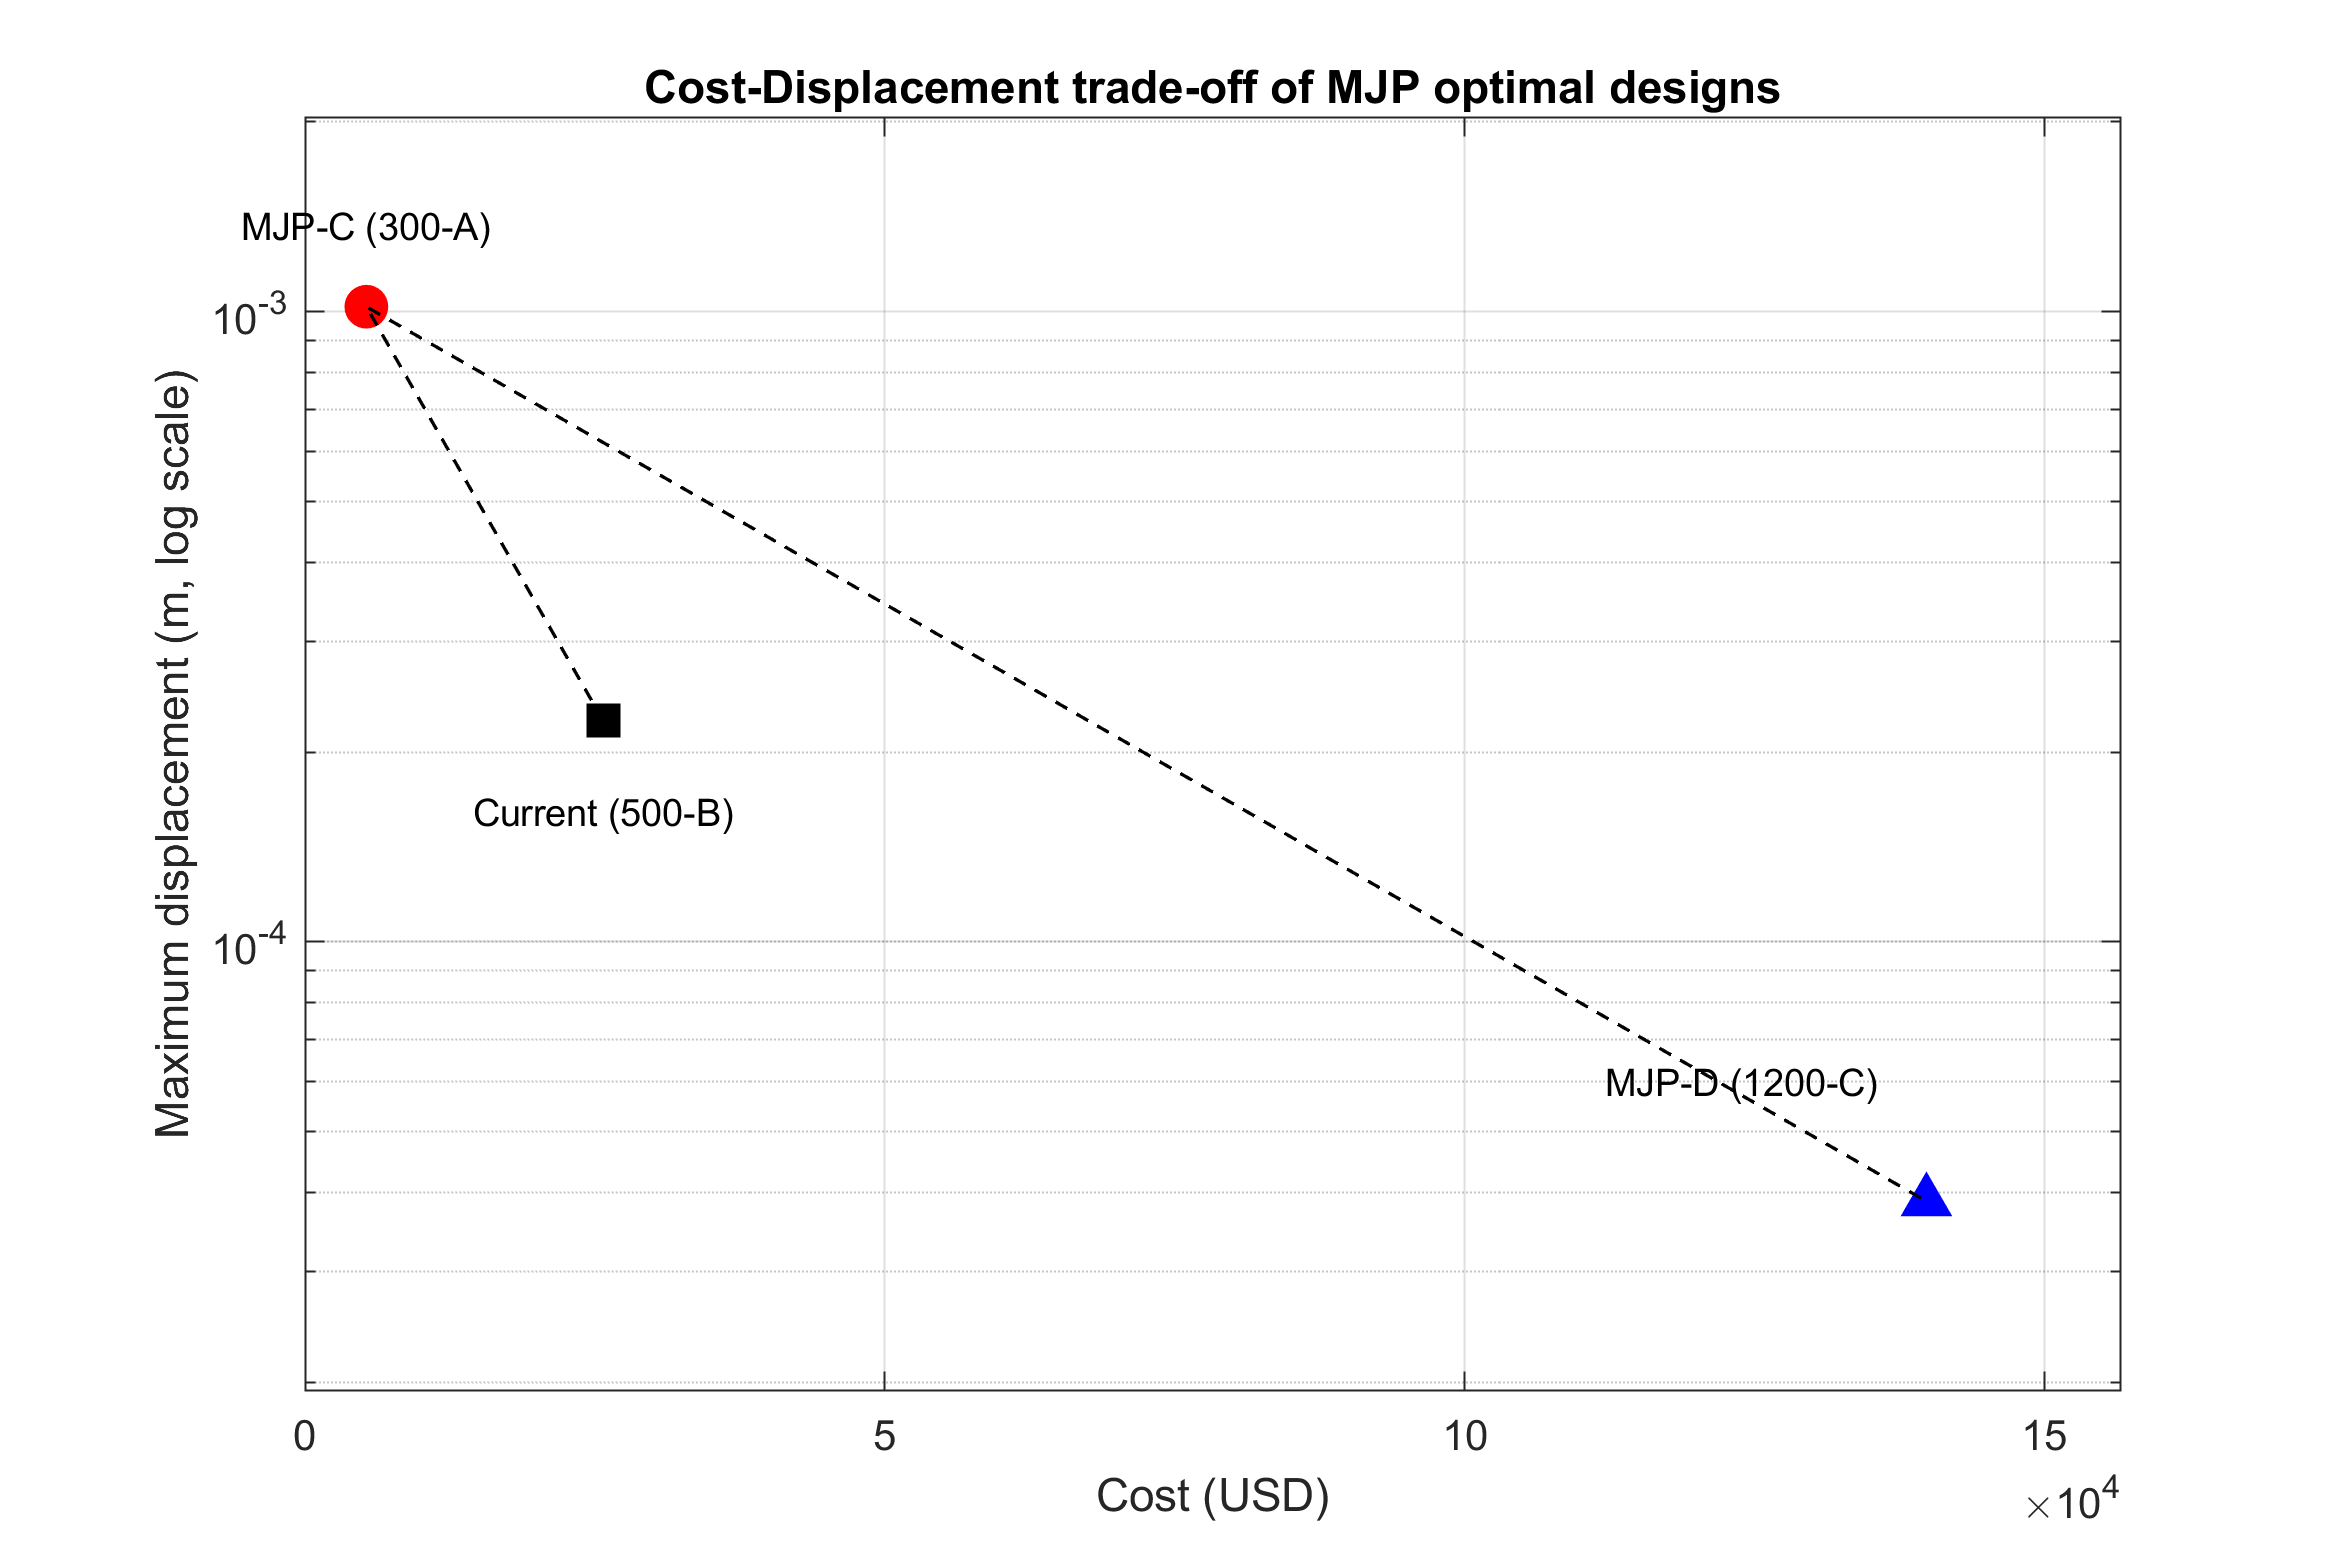 Cost-Displacement trade-off of MJP optimal designs
MJP-C (300-A)
10-3
Maximum displacement (m, log scale)
Current (500-B)
10-4
MJP-D (1200-C)
0
5
10
15
Cost (USD)
×104